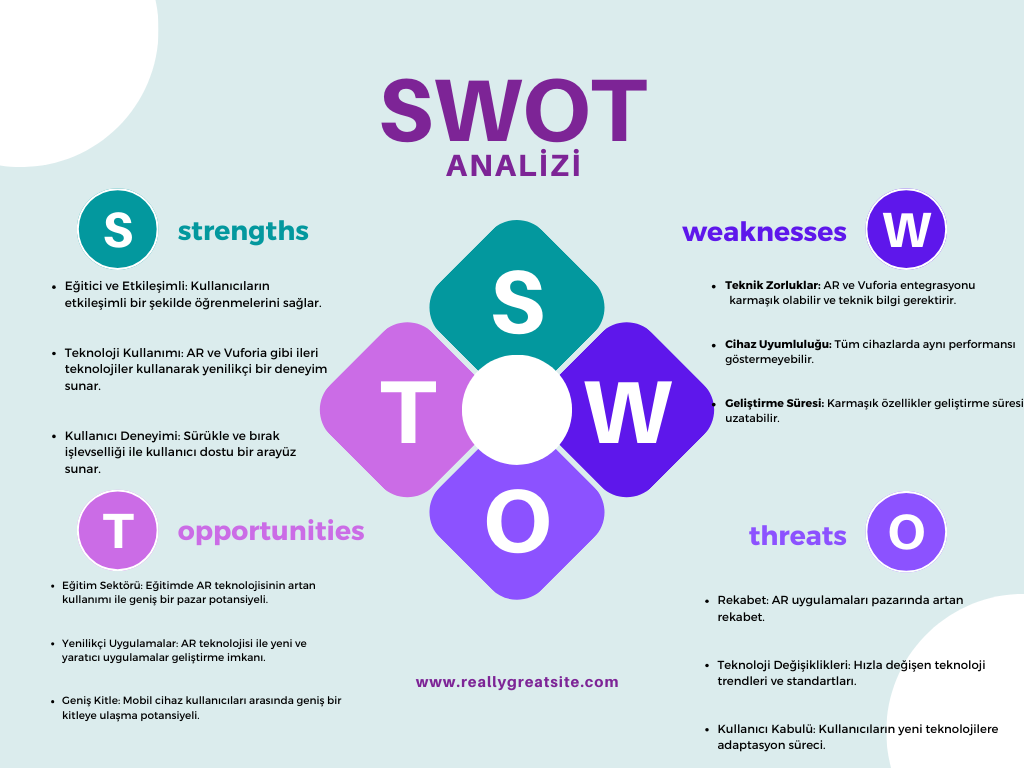 SWOT
ANALİZİ
S
strengths
• Eğitici ve Etkileşimli: Kullanıcıların
etkileşimli bir şekilde öğrenmelerini sağlar.
• Teknoloji Kullanımı: AR ve Vuforia gibi ileri
teknolojiler kullanarak yenilikçi bir deneyim
sunar.
• Kullanıcı Deneyimi: Sürükle ve bırak
işlevselliği ile kullanıcı dostu bir arayüz
sunar.
weaknesses
W
• Teknik Zorluklar: AR ve Vuforia entegrasyonu
karmaşık olabilir ve teknik bilgi gerektirir.
• Cihaz Uyumluluğu: Tüm cihazlarda aynı performansı
göstermeyebilir.
• Geliştirme Süresi: Karmaşık özellikler geliştirme süresi
uzatabilir.
S
T
W
O
T
opportunities
• Eğitim Sektörü: Eğitimde AR teknolojisinin artan
kullanımı ile geniş bir pazar potansiyeli.
• Yenilikçi Uygulamalar: AR teknolojisi ile yeni ve
yaratıcı uygulamalar geliştirme imkanı.
• Geniş Kitle: Mobil cihaz kullanıcıları arasında geniş bir
kitleye ulaşma potansiyeli.
threats
O
• Rekabet: AR uygulamaları pazarında artan
rekabet.
• Teknoloji Değişiklikleri: Hızla değişen teknoloji
trendleri ve standartları.
• Kullanıcı Kabulü: Kullanıcıların yeni teknolojilere
adaptasyon süreci.
www.reallygreatsite.com